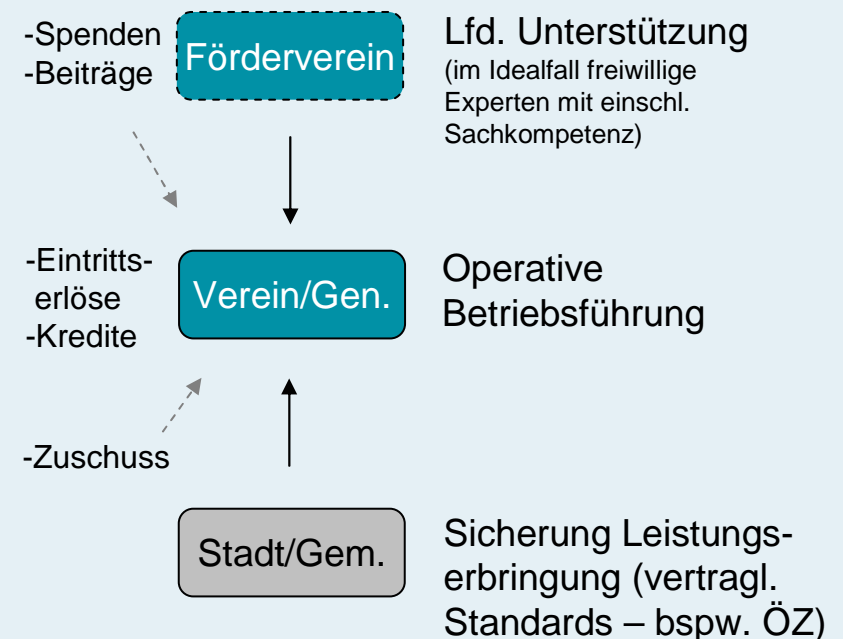 -Spenden
-Beiträge
Förderverein
Lfd. Unterstützung
(im Idealfall freiwillige
Experten mit einschl.
Sachkompetenz)
-Eintritts-
erlöse
-Kredite
Verein/Gen.
Operative
Betriebsführung
-Zuschuss
Stadt/Gem.
Sicherung Leistungs-
erbringung (vertragl.
Standards – bspw. ÖZ)